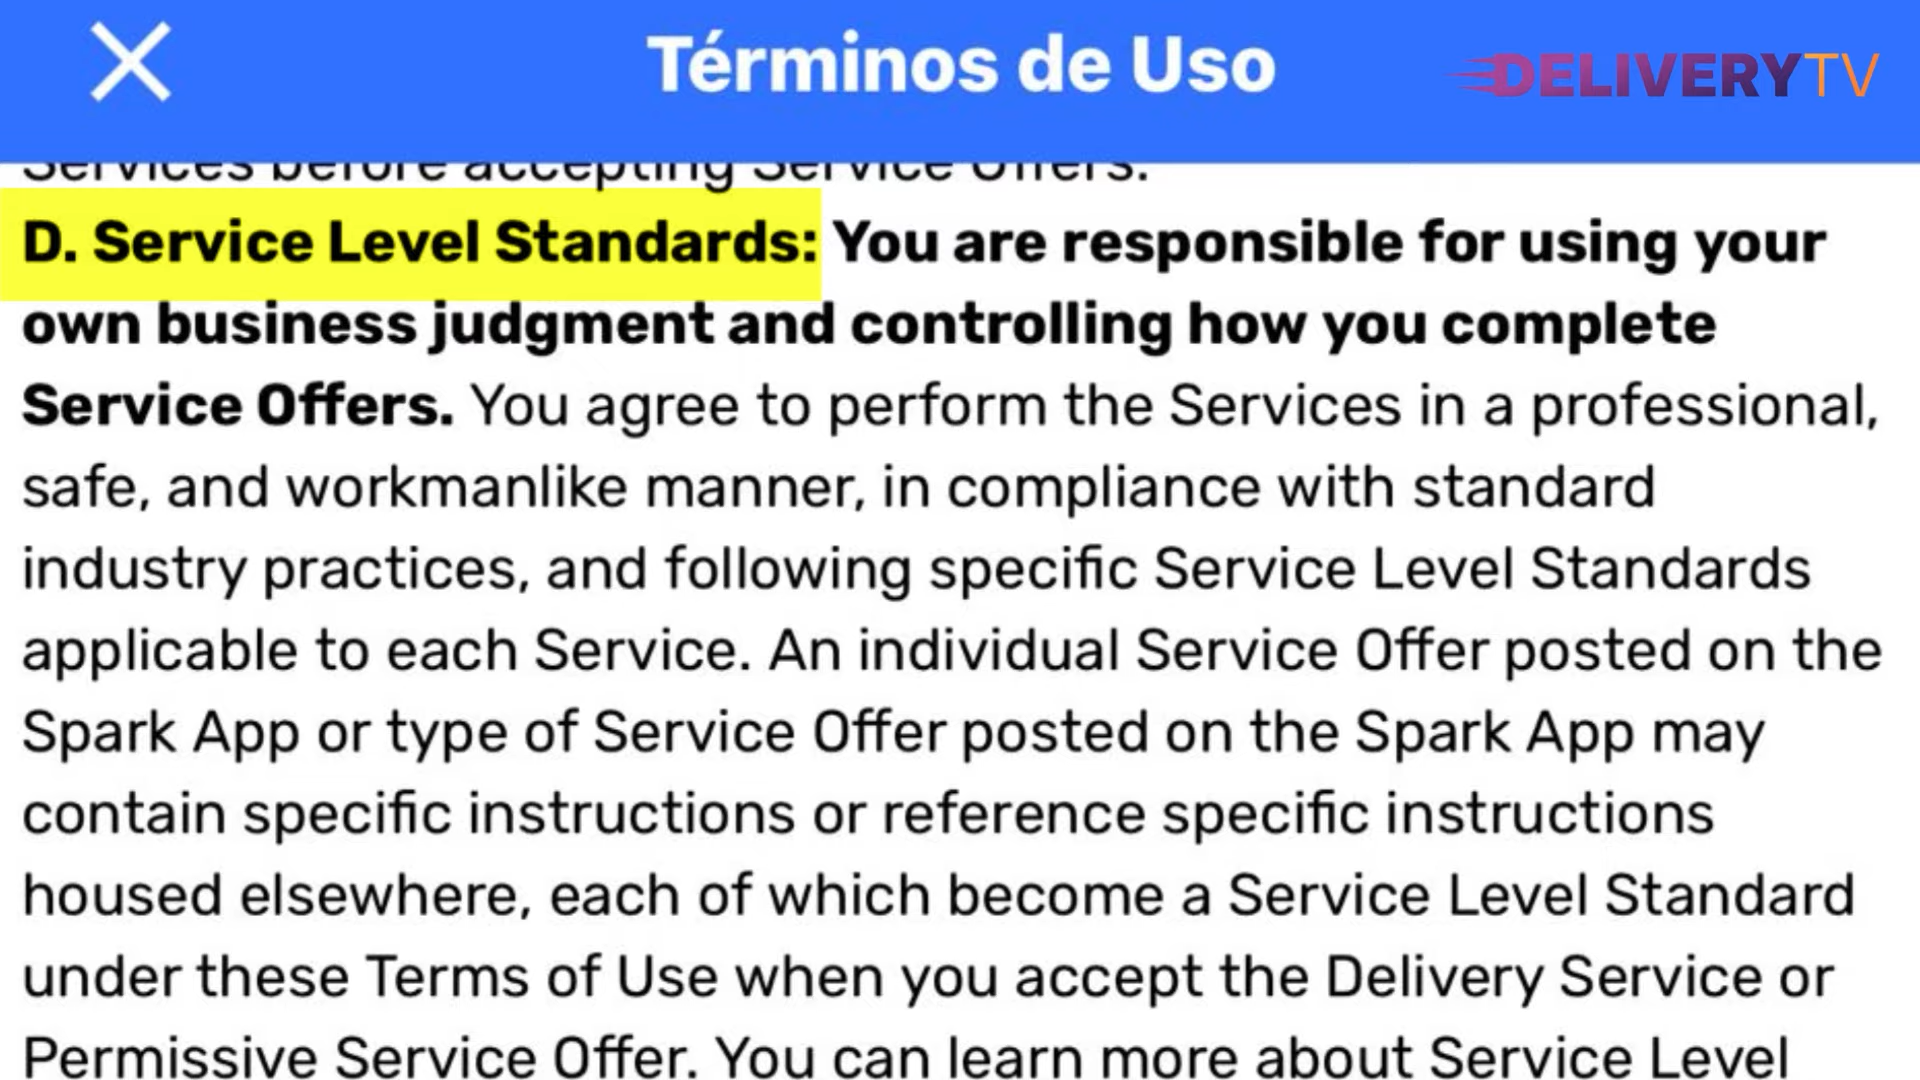 Términos de Uso
DELIVERYTV
Services before accepting Service Offers.
D. Service Level Standards: You are responsible for using your
own business judgment and controlling how you complete
Service Offers. You agree to perform the Services in a professional,
safe, and workmanlike manner, in compliance with standard
industry practices, and following specific Service Level Standards
applicable to each Service. An individual Service Offer posted on the
Spark App or type of Service Offer posted on the Spark App may
contain specific instructions or reference specific instructions
housed elsewhere, each of which become a Service Level Standard
under these Terms of Use when you accept the Delivery Service or
Permissive Service Offer. You can learn more about Service Level